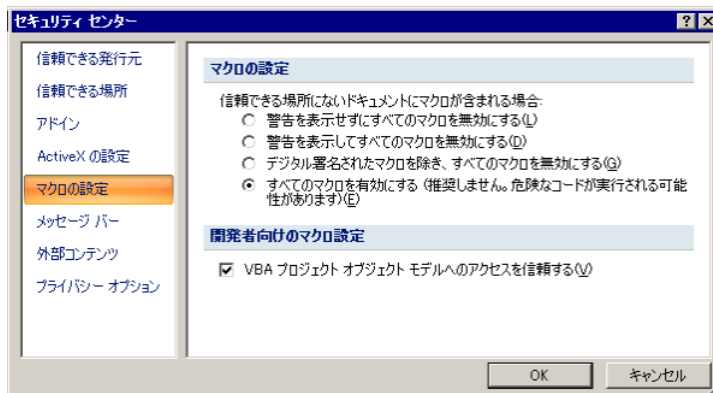 セキュリティ センター
信頼できる発行元
信頼できる場所
アドイン
ActiveX の設定
マクロの設定
メッセージ バー
外部コンテンツ
プライバシー オプション
マクロの設定
信頼できる場所にないドキュメントにマクロが含まれる場合:
警告を表示せずにすべてのマクロを無効にする(L)
警告を表示してすべてのマクロを無効にする(D)
デジタル署名されたマクロを除き、すべてのマクロを無効にする(G)
すべてのマクロを有効にする (推奨しません。危険なコードが実行される可能
性があります)(E)
開発者向けのマクロ設定
VBA プロジェクト オブジェクト モデルへのアクセスを信頼する(V)
OK
キャンセル